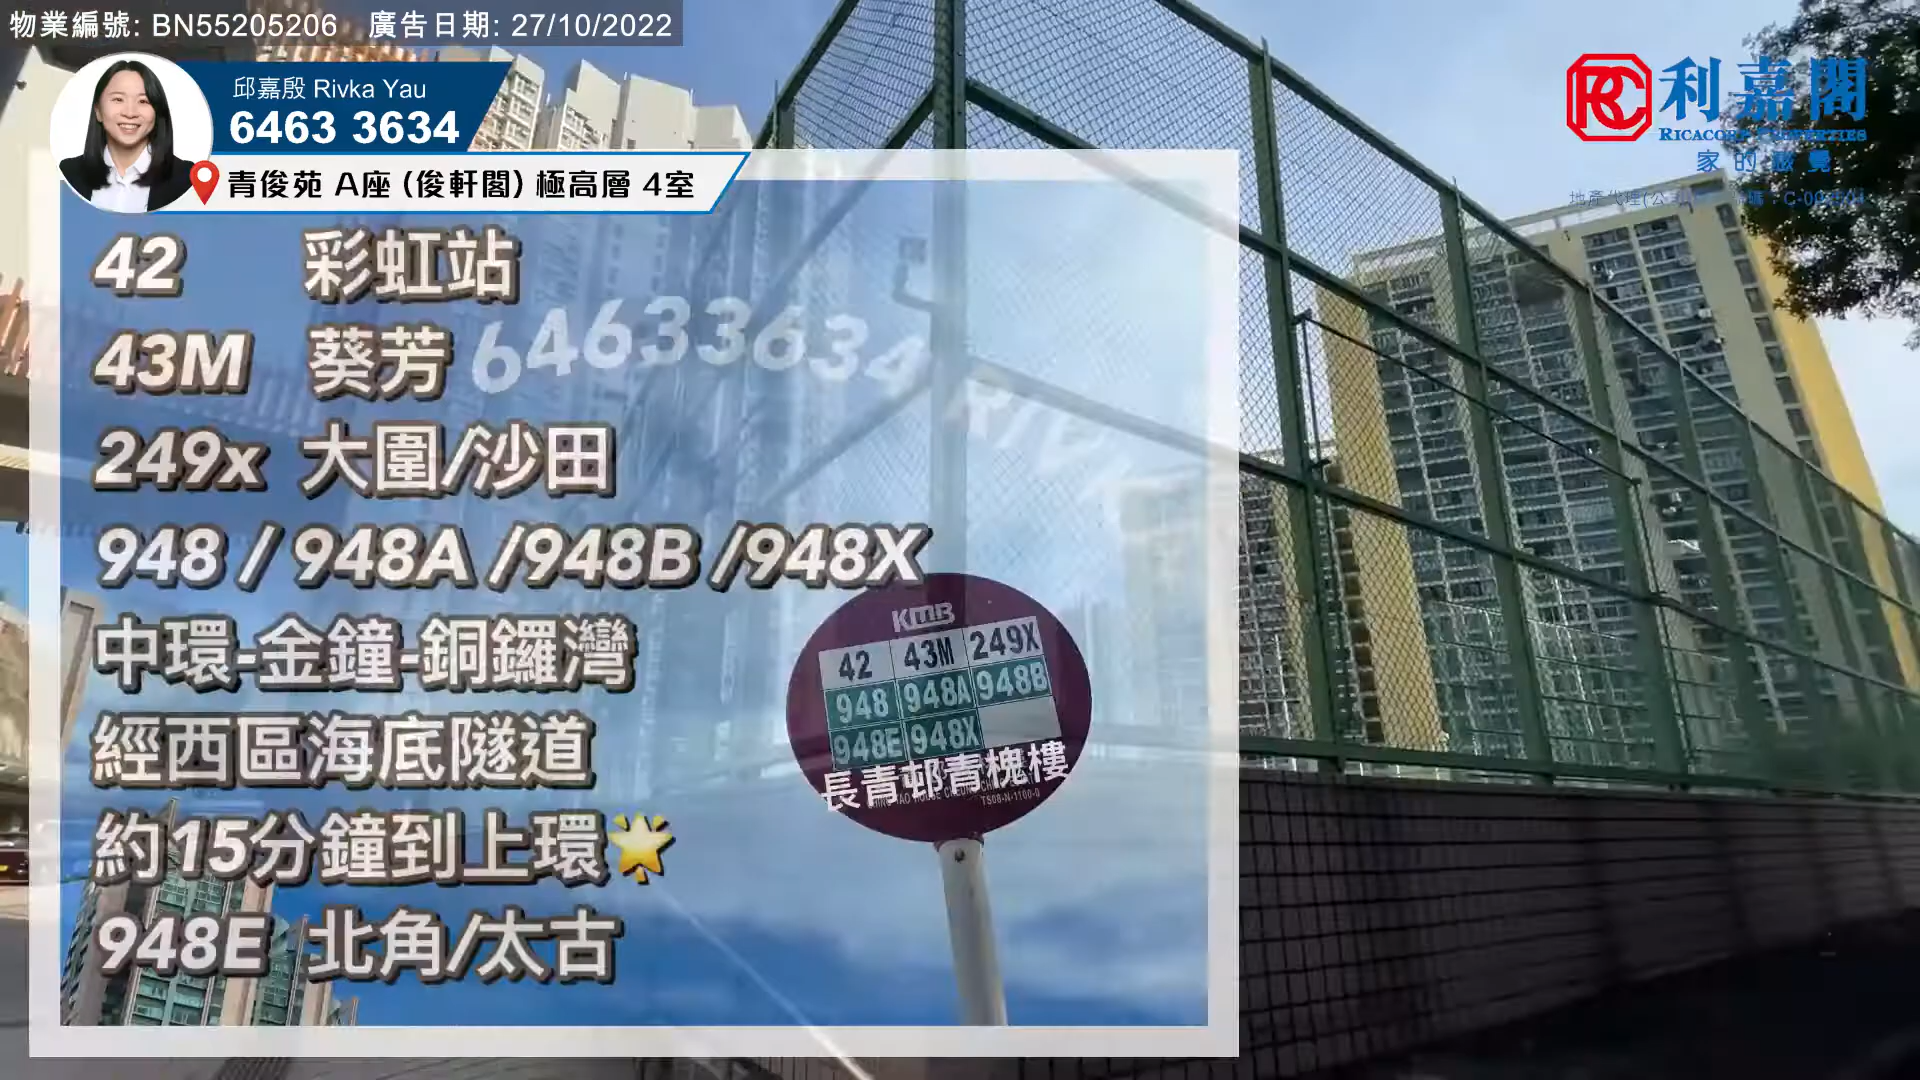 物業編號: BN55205206 廣告日期: 27/10/2022
邱嘉殷 Rivka Yau
6463 3634
青俊苑 A座 (俊軒閣) 極高層 4室
利嘉閣
RICACORP PROPERTIES
42 彩虹站
43M 葵芳
64633634
249x 大圍/沙田
948 / 948A /948B /948X
中環-金鐘-銅鑼灣
經西區海底隧道
約15分鐘到上環
948E 北角/太古
KMB
42 43M 249X
948 948A 948B
948E 948X
長青邨青槐樓
TS08-N-1100-0